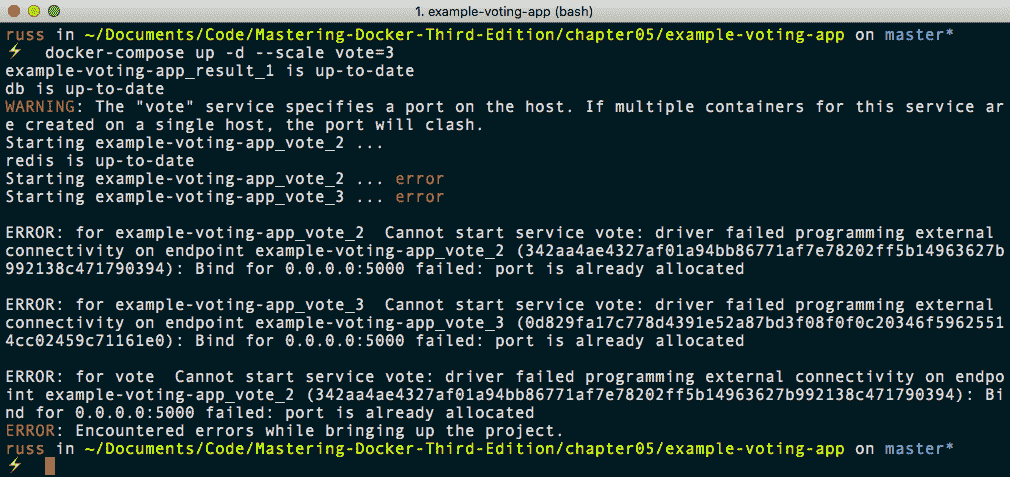 1. example-voting-app (bash)
russ in ~/Documents/Code/Mastering-Docker-Third-Edition/chapter05/example-voting-app on master*
⚡ docker-compose up -d --scale vote=3
example-voting-app_result_1 is up-to-date
db is up-to-date
WARNING: The "vote" service specifies a port on the host. If multiple containers for this service ar
e created on a single host, the port will clash.
Starting example-voting-app_vote_2 ...
redis is up-to-date
Starting example-voting-app_vote_2 ... error
Starting example-voting-app_vote_3 ... error
ERROR: for example-voting-app_vote_2  Cannot start service vote: driver failed programming external
connectivity on endpoint example-voting-app_vote_2 (342aa4ae4327af01a94bb86771af7e78202ff5b14963627b
992138c471790394): Bind for 0.0.0.0:5000 failed: port is already allocated
ERROR: for example-voting-app_vote_3  Cannot start service vote: driver failed programming external
connectivity on endpoint example-voting-app_vote_3 (0d829fa17c778d4391e52a87bd3f08f0f0c20346f5962551
4cc02459c71161e0): Bind for 0.0.0.0:5000 failed: port is already allocated
ERROR: for vote  Cannot start service vote: driver failed programming external connectivity on endpo
int example-voting-app_vote_2 (342aa4ae4327af01a94bb86771af7e78202ff5b14963627b992138c471790394): Bi
nd for 0.0.0.0:5000 failed: port is already allocated
ERROR: Encountered errors while bringing up the project.
russ in ~/Documents/Code/Mastering-Docker-Third-Edition/chapter05/example-voting-app on master*
⚡